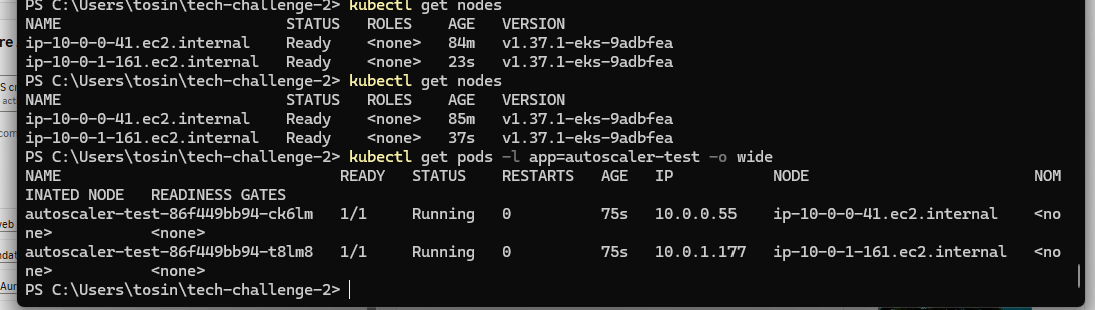 PS C:\Users\tosin\tech-challenge-2> kubectl get nodes
NAME                         STATUS   ROLES    AGE   VERSION
ip-10-0-0-41.ec2.internal    Ready    <none>   84m   v1.37.1-eks-9adbfea
ip-10-0-1-161.ec2.internal   Ready    <none>   23s   v1.37.1-eks-9adbfea
PS C:\Users\tosin\tech-challenge-2> kubectl get nodes
NAME                         STATUS   ROLES    AGE   VERSION
ip-10-0-0-41.ec2.internal    Ready    <none>   85m   v1.37.1-eks-9adbfea
ip-10-0-1-161.ec2.internal   Ready    <none>   37s   v1.37.1-eks-9adbfea
PS C:\Users\tosin\tech-challenge-2> kubectl get pods -l app=autoscaler-test -o wide
NAME                               READY   STATUS    RESTARTS   AGE   IP           NODE                         NOM
INATED NODE   READINESS GATES
autoscaler-test-86f449bb94-ck6lm   1/1     Running   0          75s   10.0.0.55    ip-10-0-0-41.ec2.internal    <no
ne>           <none>
autoscaler-test-86f449bb94-t8lm8   1/1     Running   0          75s   10.0.1.177   ip-10-0-1-161.ec2.internal   <no
ne>           <none>
PS C:\Users\tosin\tech-challenge-2>